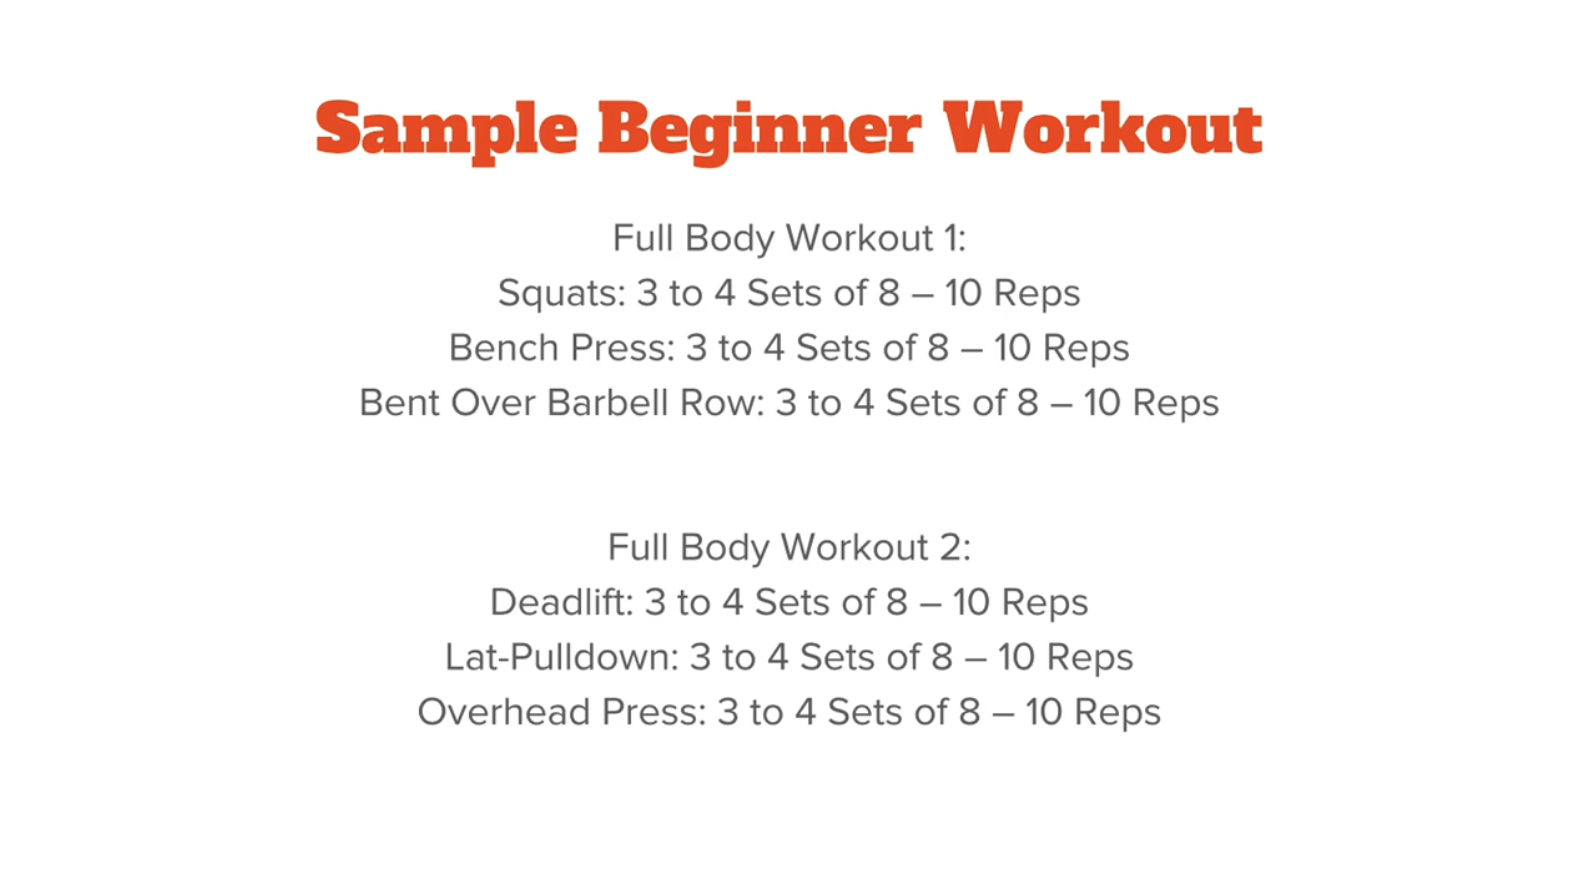 Sample Beginner Workout
Full Body Workout 1:
Squats: 3 to 4 Sets of 8 – 10 Reps
Bench Press: 3 to 4 Sets of 8 – 10 Reps
Bent Over Barbell Row: 3 to 4 Sets of 8 – 10 Reps
Full Body Workout 2:
Deadlift: 3 to 4 Sets of 8 – 10 Reps
Lat-Pulldown: 3 to 4 Sets of 8 – 10 Reps
Overhead Press: 3 to 4 Sets of 8 – 10 Reps